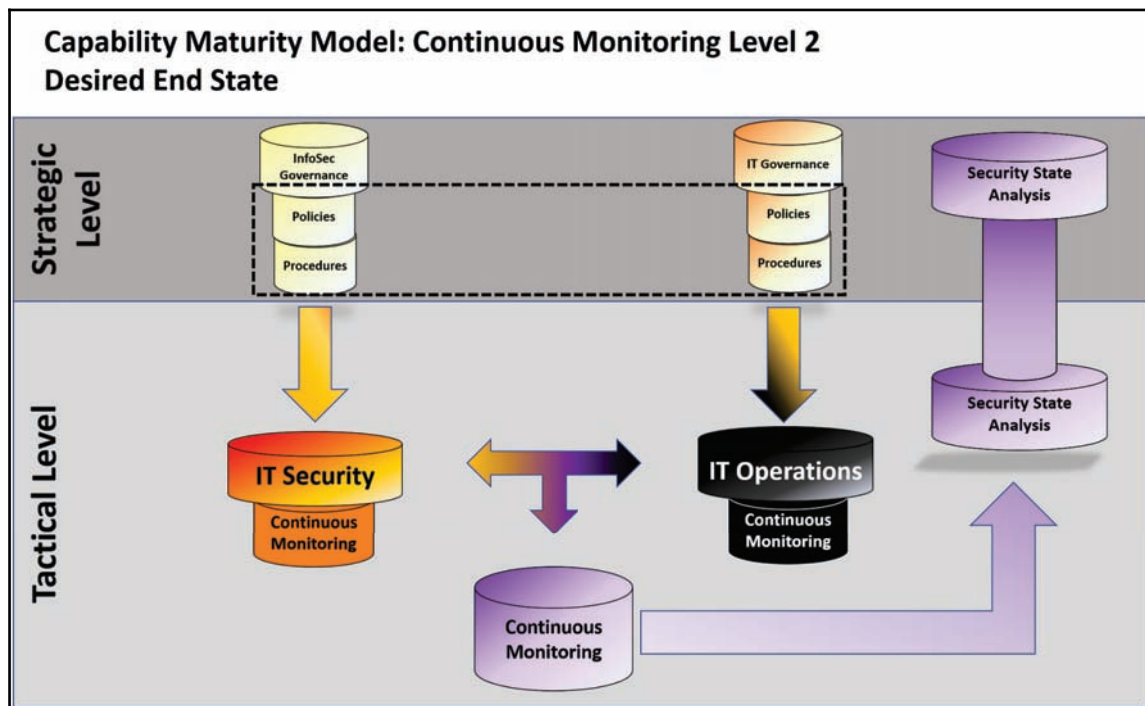 Capability Maturity Model: Continuous Monitoring Level 2
Desired End State
Strategic
Level
InfoSec
Governance
Policies
Procedures
IT Governance
Policies
Procedures
Security State
Analysis
Tactical Level
IT Security
Continuous
Monitoring
IT Operations
Continuous
Monitoring
Security State
Analysis
Continuous
Monitoring